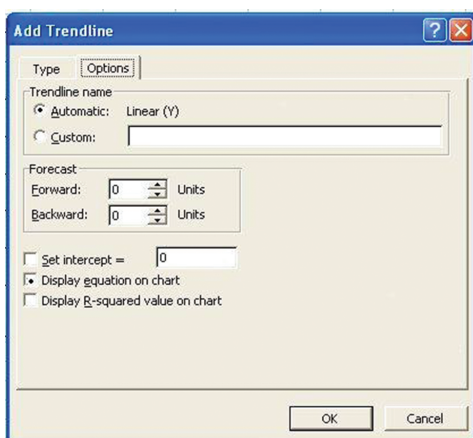 Add Trendline
Type Options
Trendline name
Automatic: Linear (Y)
Custom:
Forecast
Forward: 0 Units
Backward: 0 Units
Set intercept = 0
Display equation on chart
Display R-squared value on chart
OK Cancel